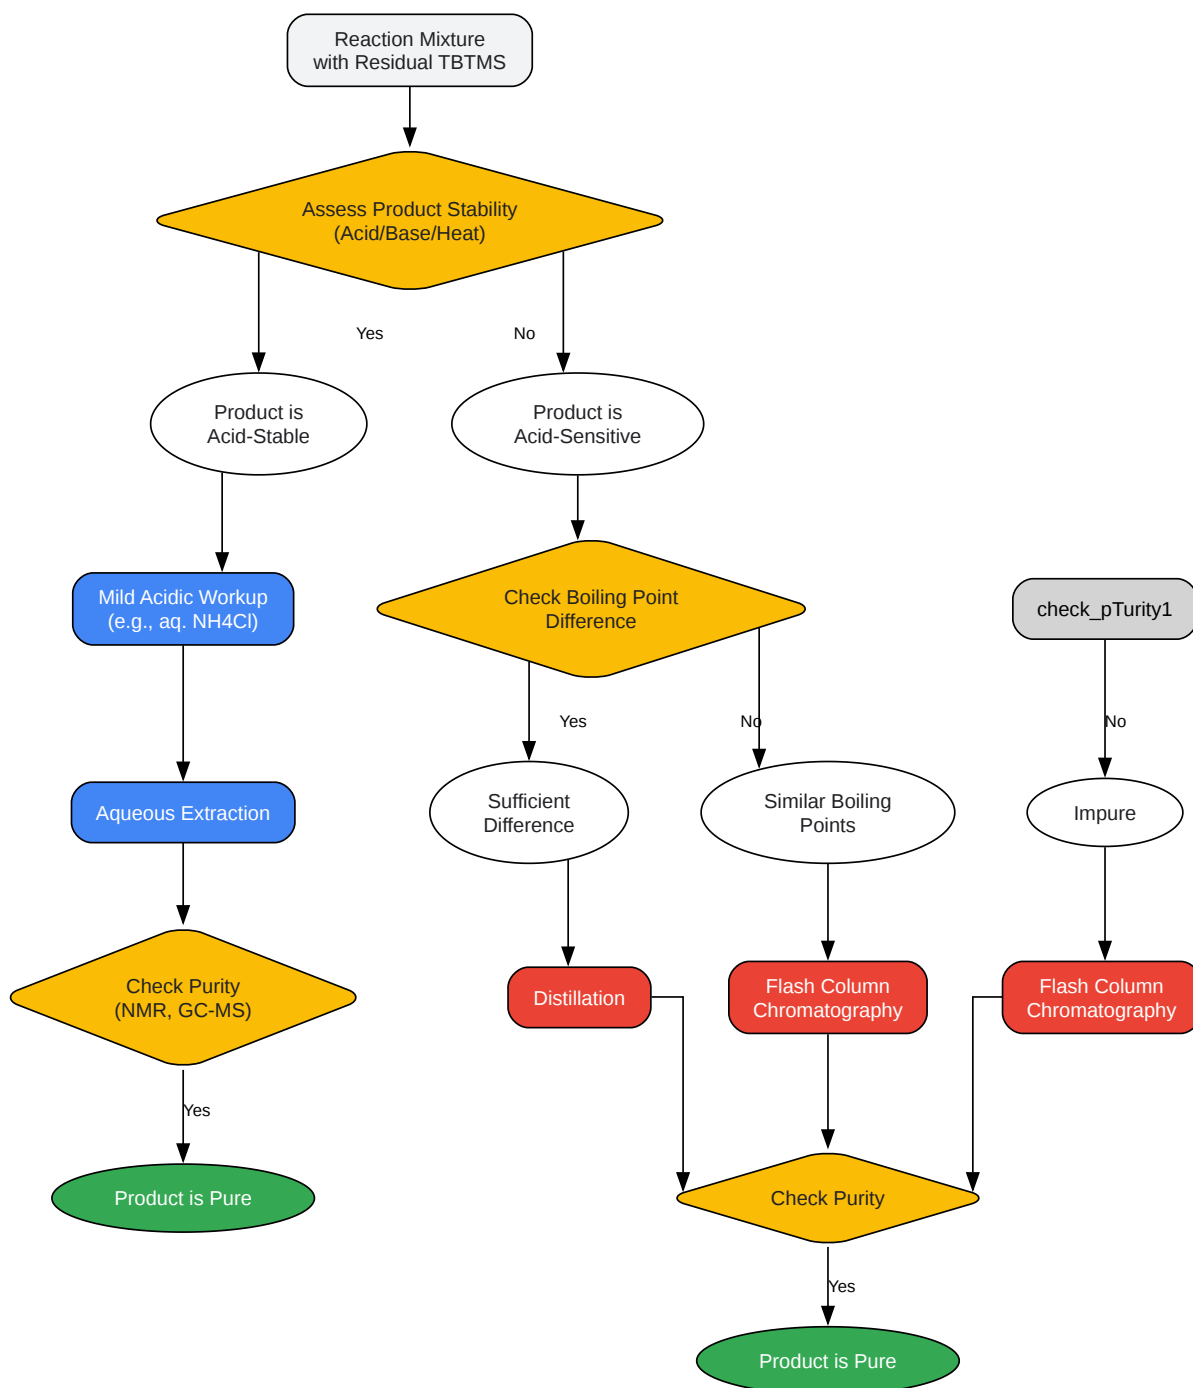 Reaction Mixture
with Residual TBTMS
Assess Product Stability
(Acid/Base/Heat)
Yes
No
Product is
Acid-Stable
Product is
Acid-Sensitive
Mild Acidic Workup
(e.g., aq. NH4Cl)
Check Boiling Point
Difference
check_pTurity1
Yes
No
No
Aqueous Extraction
Sufficient
Difference
Similar Boiling
Points
Impure
Check Purity
(NMR, GC-MS)
Distillation
Flash Column
Chromatography
Flash Column
Chromatography
Yes
Product is Pure
Check Purity
Yes
Product is Pure